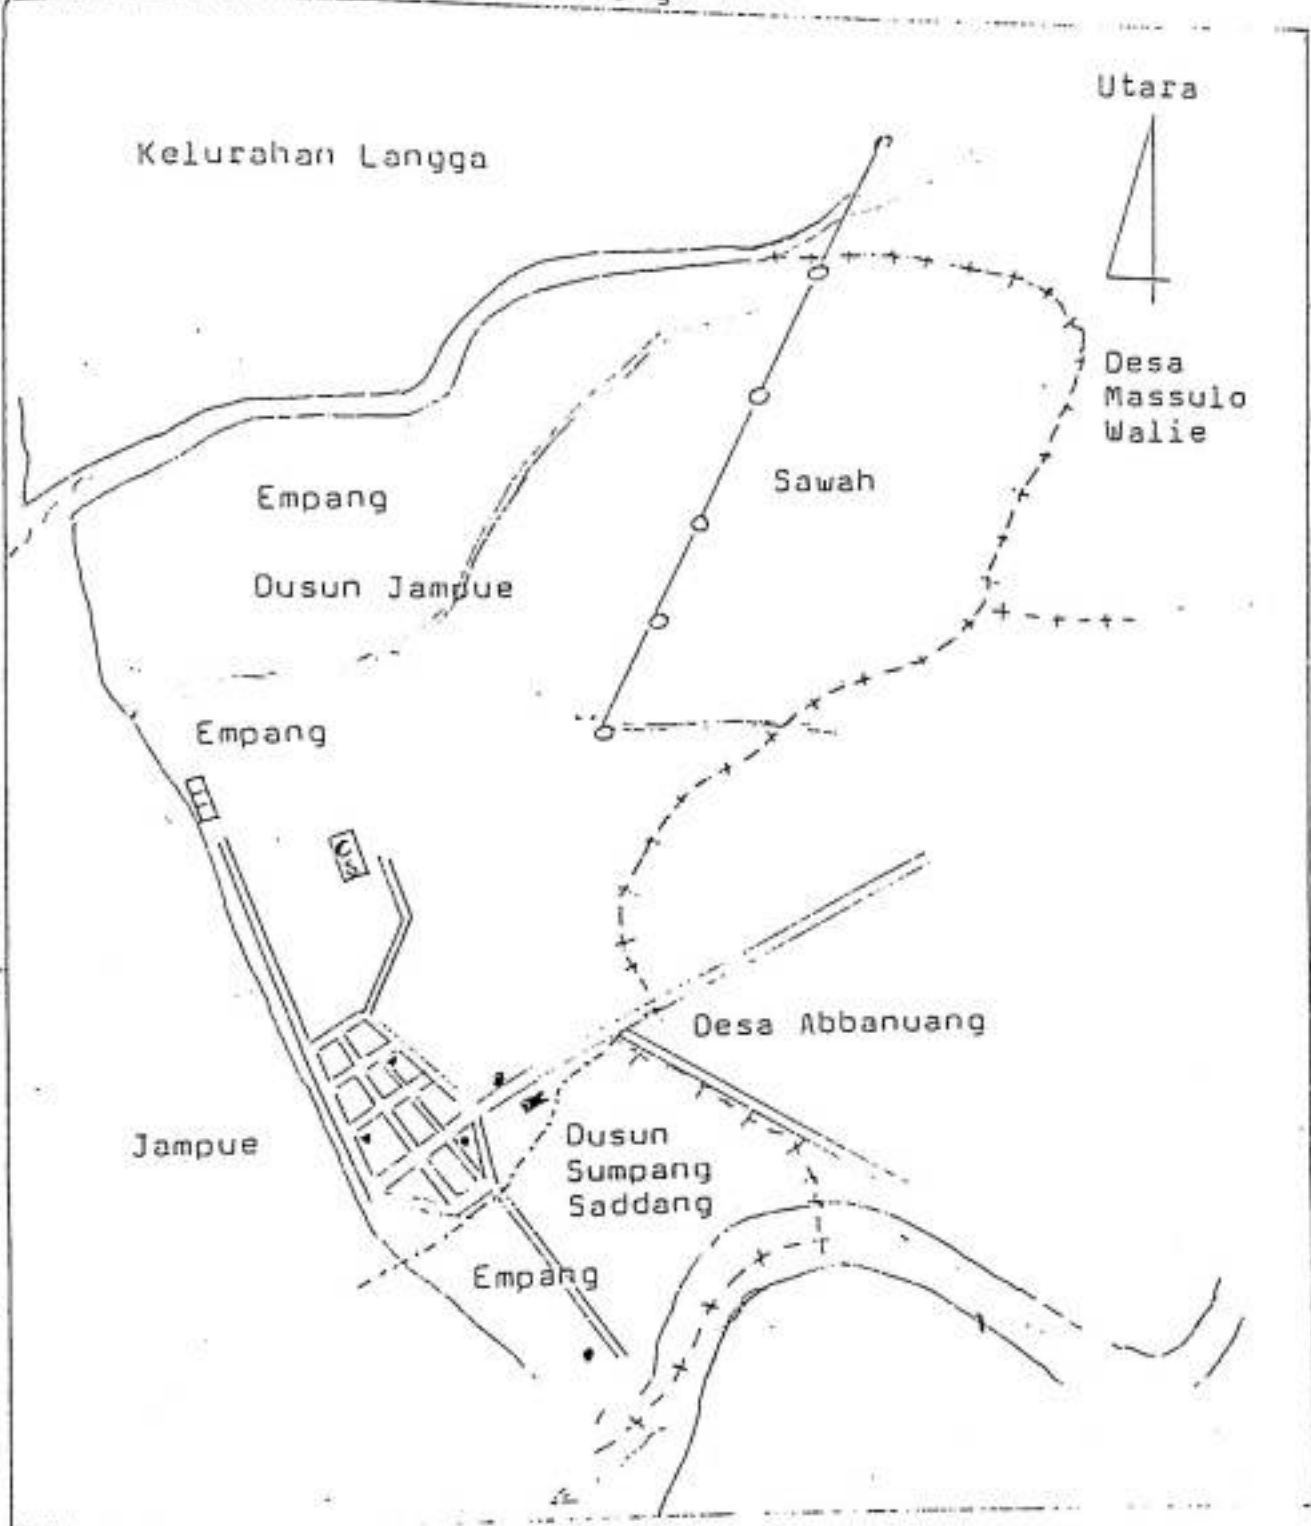 Utara
Kelurahan Langga
Desa
Massulo
Walie
Sawah
Empang
Dusun Jampue
Empang
Desa Abbanuang
Jampue
Dusun
Sumpang
Saddang
Empang